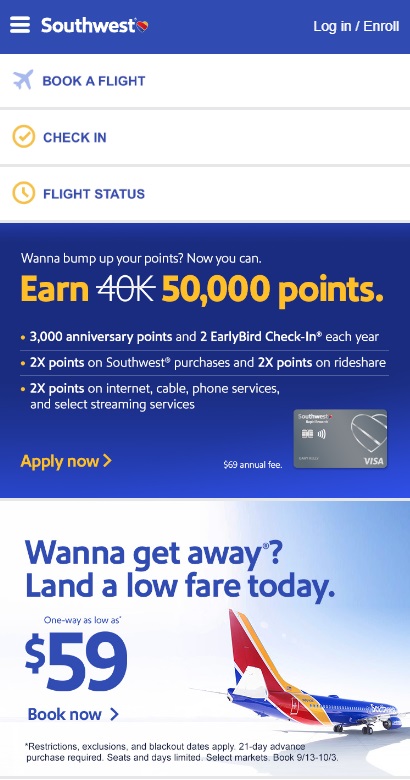 Southwest
Log in / Enroll
BOOK A FLIGHT
CHECK IN
FLIGHT STATUS
Wanna bump up your points? Now you can.
Earn 40K 50,000 points.
• 3,000 anniversary points and 2 EarlyBird Check-In® each year
• 2X points on Southwest® purchases and 2X points on rideshare
• 2X points on internet, cable, phone services,
and select streaming services
Southwest
VISA
Apply now >
$69 annual fee.
Wanna get away®?
Land a low fare today.
One-way as low as*
$59
Book now >
Southwest
*Restrictions, exclusions, and blackout dates apply. 21-day advance
purchase required. Seats and days limited. Select markets. Book 9/13-10/3.